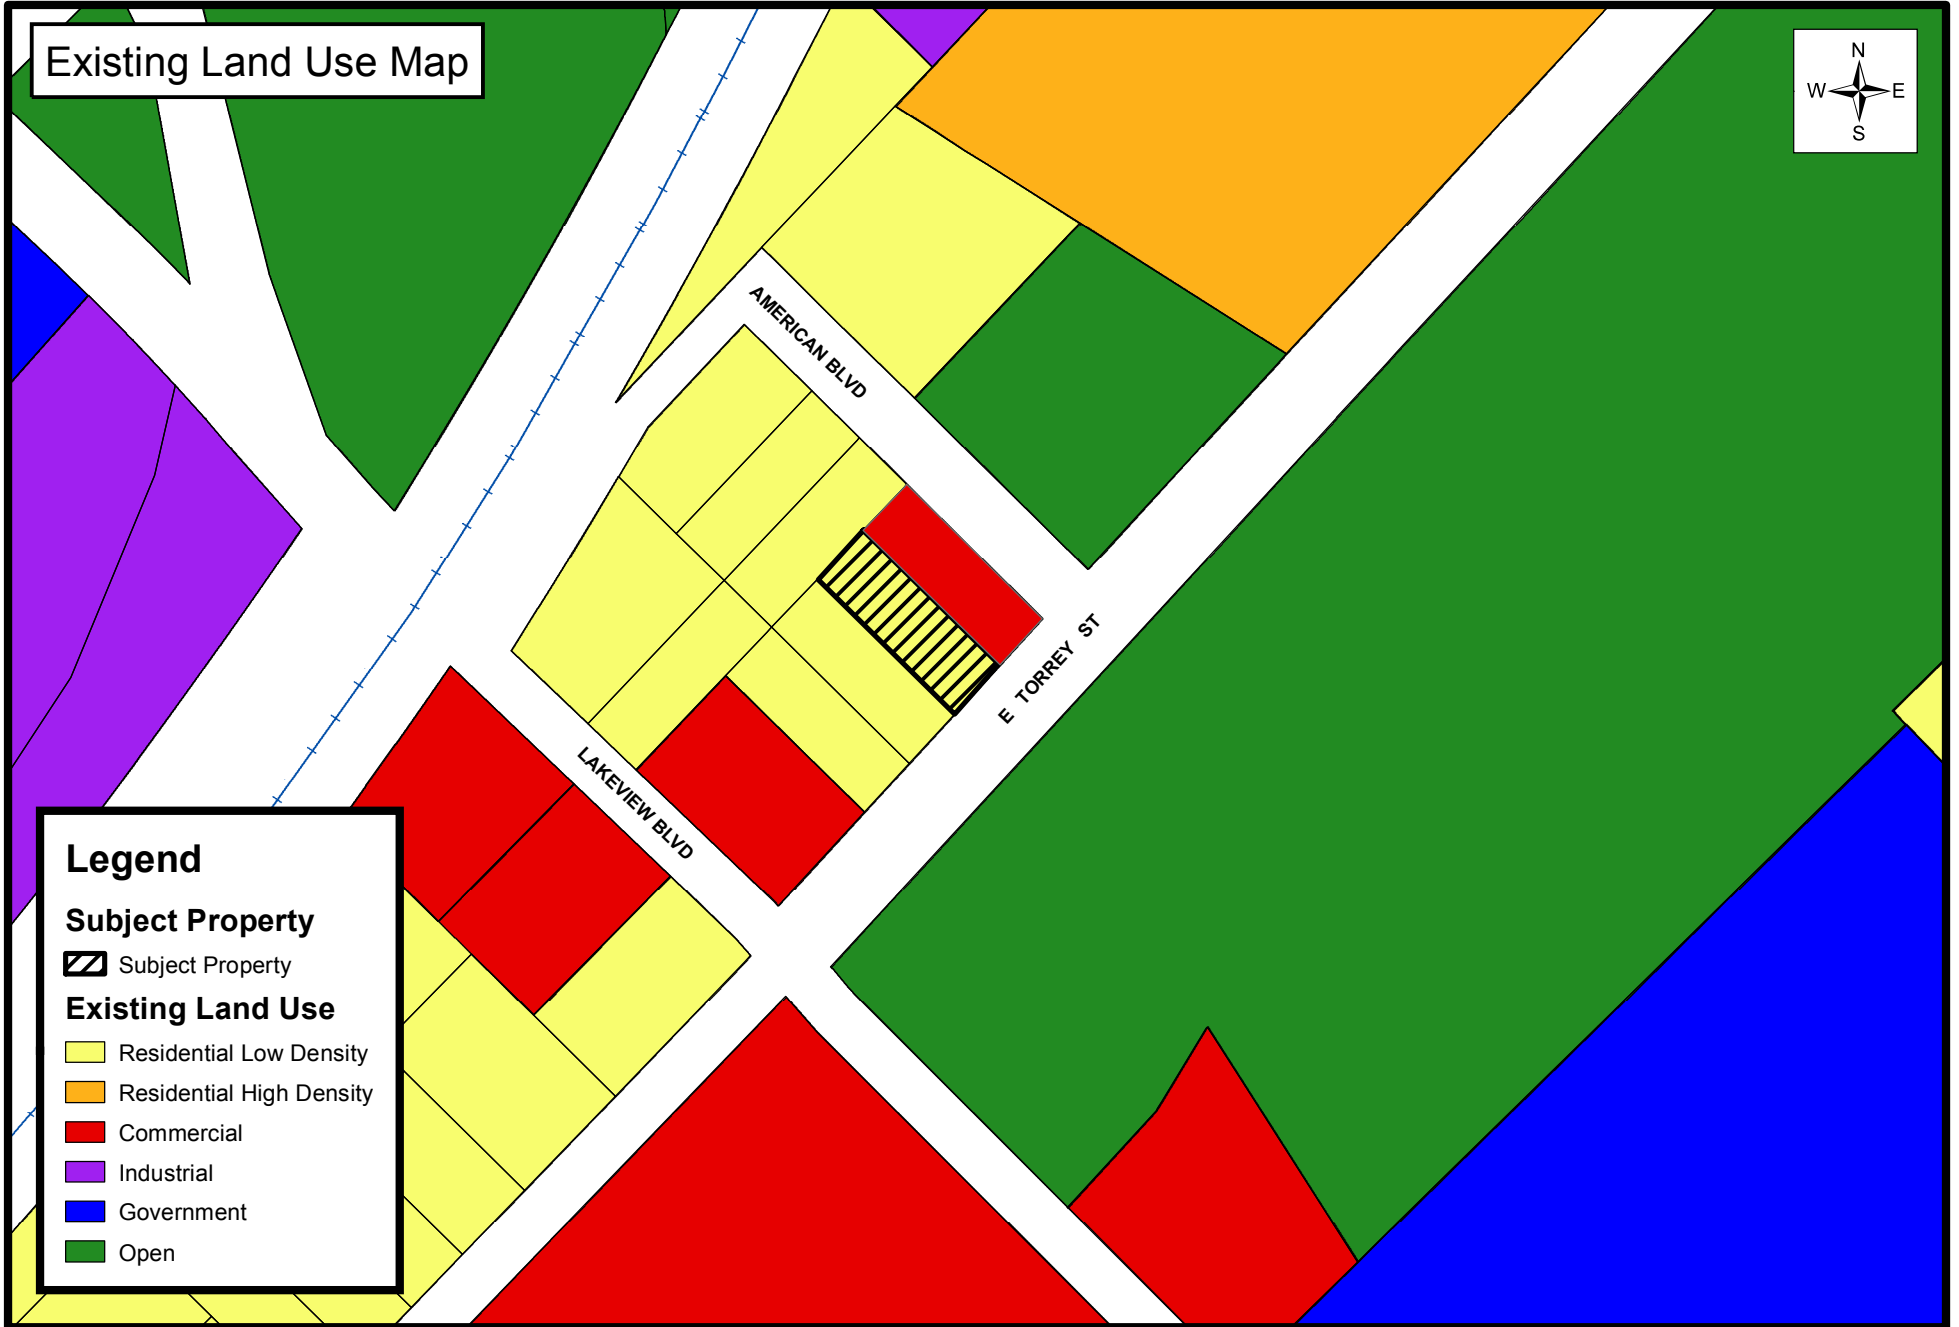 Existing Land Use Map
N
W E
S
AMERICAN BLVD
E TORREY ST
LAKEVIEW BLVD
Legend
Subject Property
Subject Property
Existing Land Use
Residential Low Density
Residential High Density
Commercial
Industrial
Government
Open